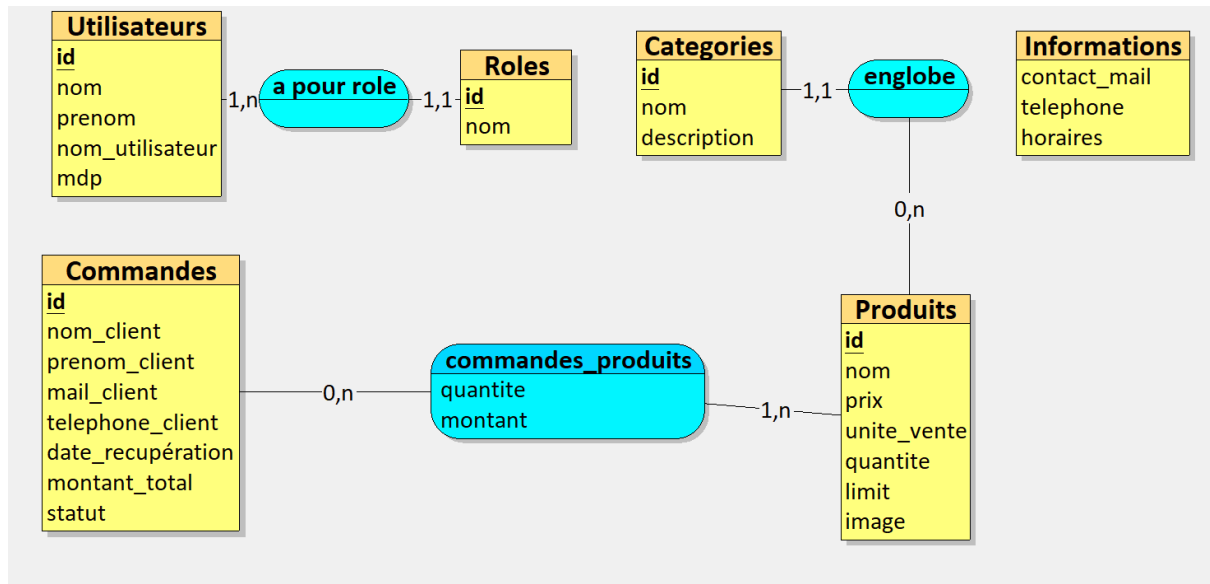 Utilisateurs
id
nom
prenom
nom_utilisateur
mdp
1,n
a pour role
1,1
Roles
id
nom
Categories
id
nom
description
1,1
englobe
0,n
Informations
contact_mail
telephone
horaires
Commandes
id
nom_client
prenom_client
mail_client
telephone_client
date_recupération
montant_total
statut
0,n
commandes_produits
quantite
montant
1,n
Produits
id
nom
prix
unite_vente
quantite
limit
image